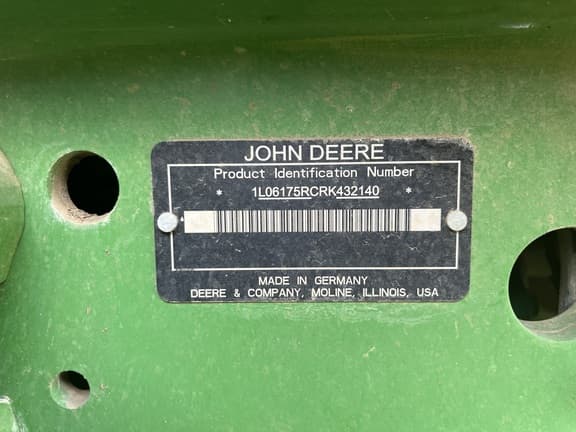 JOHN DEERE
Product Identification Number
* 1L06175RCRK432140 *
MADE IN GERMANY
DEERE & COMPANY, MOLINE, ILLINOIS, USA